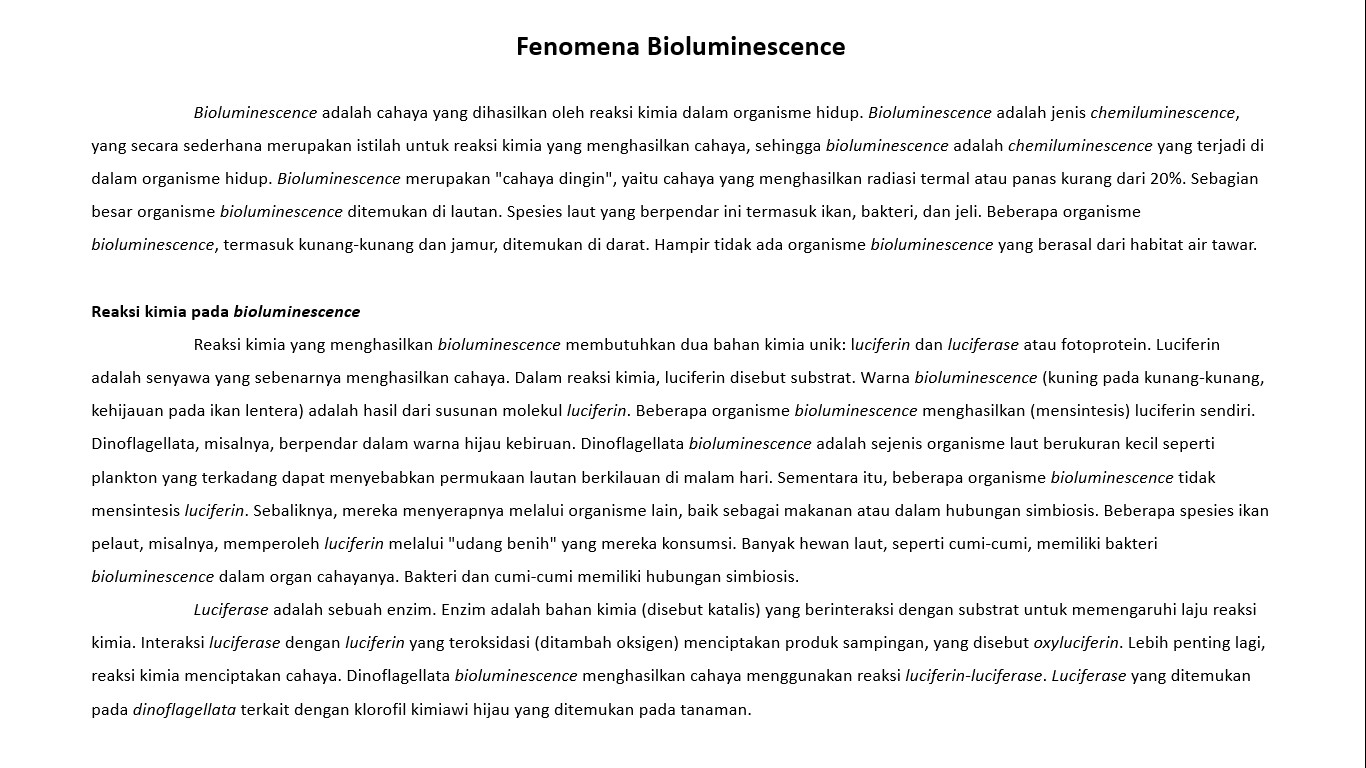 Fenomena Bioluminescence
Bioluminescence adalah cahaya yang dihasilkan oleh reaksi kimia dalam organisme hidup. Bioluminescence adalah jenis chemiluminescence,
yang secara sederhana merupakan istilah untuk reaksi kimia yang menghasilkan cahaya, sehingga bioluminescence adalah chemiluminescence yang terjadi di
dalam organisme hidup. Bioluminescence merupakan "cahaya dingin", yaitu cahaya yang menghasilkan radiasi termal atau panas kurang dari 20%. Sebagian
besar organisme bioluminescence ditemukan di lautan. Spesies laut yang berpendar ini termasuk ikan, bakteri, dan jeli. Beberapa organisme
bioluminescence, termasuk kunang-kunang dan jamur, ditemukan di darat. Hampir tidak ada organisme bioluminescence yang berasal dari habitat air tawar.
Reaksi kimia pada bioluminescence
Reaksi kimia yang menghasilkan bioluminescence membutuhkan dua bahan kimia unik: luciferin dan luciferase atau fotoprotein. Luciferin
adalah senyawa yang sebenarnya menghasilkan cahaya. Dalam reaksi kimia, luciferin disebut substrat. Warna bioluminescence (kuning pada kunang-kunang,
kehijauan pada ikan lentera) adalah hasil dari susunan molekul luciferin. Beberapa organisme bioluminescence menghasilkan (mensintesis) luciferin sendiri.
Dinoflagellata, misalnya, berpendar dalam warna hijau kebiruan. Dinoflagellata bioluminescence adalah sejenis organisme laut berukuran kecil seperti
plankton yang terkadang dapat menyebabkan permukaan lautan berkilauan di malam hari. Sementara itu, beberapa organisme bioluminescence tidak
mensintesis luciferin. Sebaliknya, mereka menyerapnya melalui organisme lain, baik sebagai makanan atau dalam hubungan simbiosis. Beberapa spesies ikan
pelaut, misalnya, memperoleh luciferin melalui "udang benih" yang mereka konsumsi. Banyak hewan laut, seperti cumi-cumi, memiliki bakteri
bioluminescence dalam organ cahayanya. Bakteri dan cumi-cumi memiliki hubungan simbiosis.
Luciferase adalah sebuah enzim. Enzim adalah bahan kimia (disebut katalis) yang berinteraksi dengan substrat untuk memengaruhi laju reaksi
kimia. Interaksi luciferase dengan luciferin yang teroksidasi (ditambah oksigen) menciptakan produk sampingan, yang disebut oxyluciferin. Lebih penting lagi,
reaksi kimia menciptakan cahaya. Dinoflagellata bioluminescence menghasilkan cahaya menggunakan reaksi luciferin-luciferase. Luciferase yang ditemukan
pada dinoflagellata terkait dengan klorofil kimiawi hijau yang ditemukan pada tanaman.